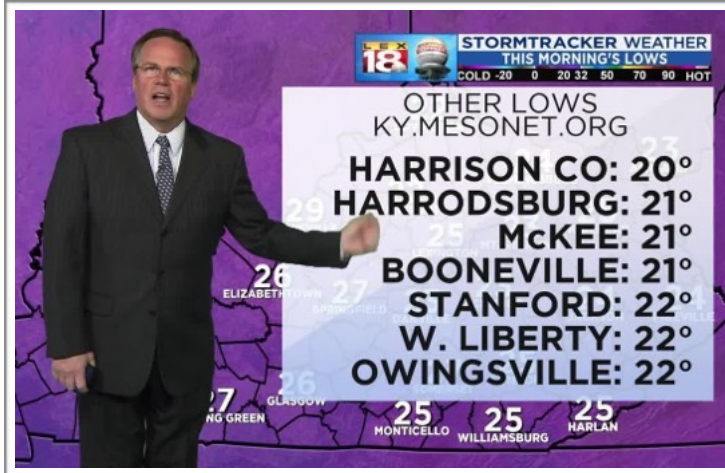 LEX
18
STORMTRACKER WEATHER
THIS MORNING'S LOWS
COLD -20 0 20 32 50 70 90 HOT
OTHER LOWS
KY.MESONET.ORG
HARRISON CO: 20°
HARRODSBURG: 21°
McKEE: 21°
BOONEVILLE: 21°
STANFORD: 22°
W. LIBERTY: 22°
OWINGSVILLE: 22°
23
29
25
LEXINGTON
26
ELIZABETHTOWN
27
SPRINGFIELD
26
GLASGOW
27
NG GREEN
25
MONTICELLO
25
WILLIAMSBURG
25
HARLAN